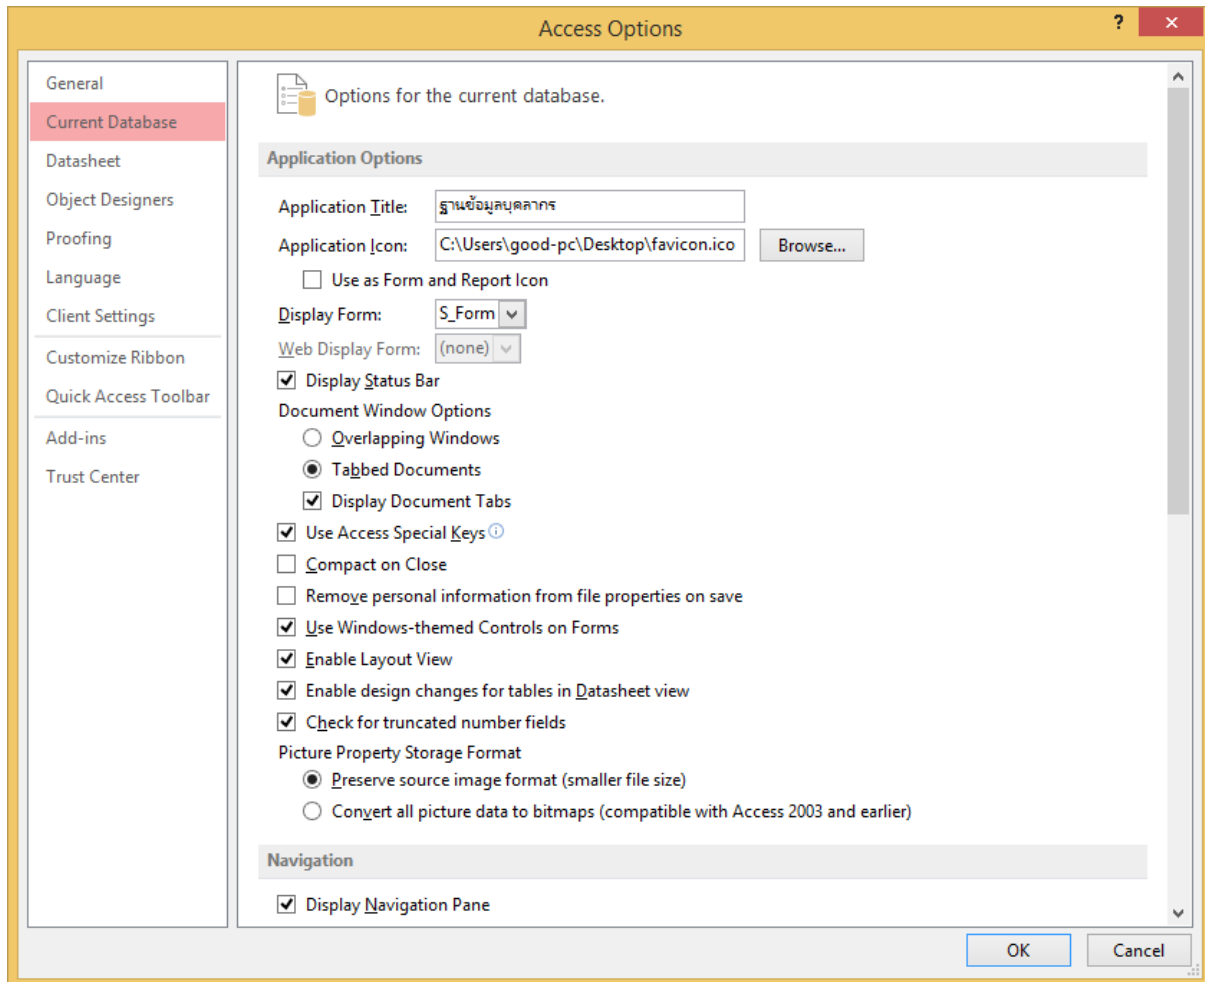 Access Options
?
General
Current Database
Datasheet
Object Designers
Proofing
Language
Client Settings
Customize Ribbon
Quick Access Toolbar
Add-ins
Trust Center
Options for the current database.
Application Options
Application Title: ฐานข้อมูลบุคลากร
Application Icon: C:\Users\good-pc\Desktop\favicon.ico Browse...
Use as Form and Report Icon
Display Form: S_Form
Web Display Form: (none)
Display Status Bar
Document Window Options
Overlapping Windows
Tabbed Documents
Display Document Tabs
Use Access Special Keys
Compact on Close
Remove personal information from file properties on save
Use Windows-themed Controls on Forms
Enable Layout View
Enable design changes for tables in Datasheet view
Check for truncated number fields
Picture Property Storage Format
Preserve source image format (smaller file size)
Convert all picture data to bitmaps (compatible with Access 2003 and earlier)
Navigation
Display Navigation Pane
OK Cancel